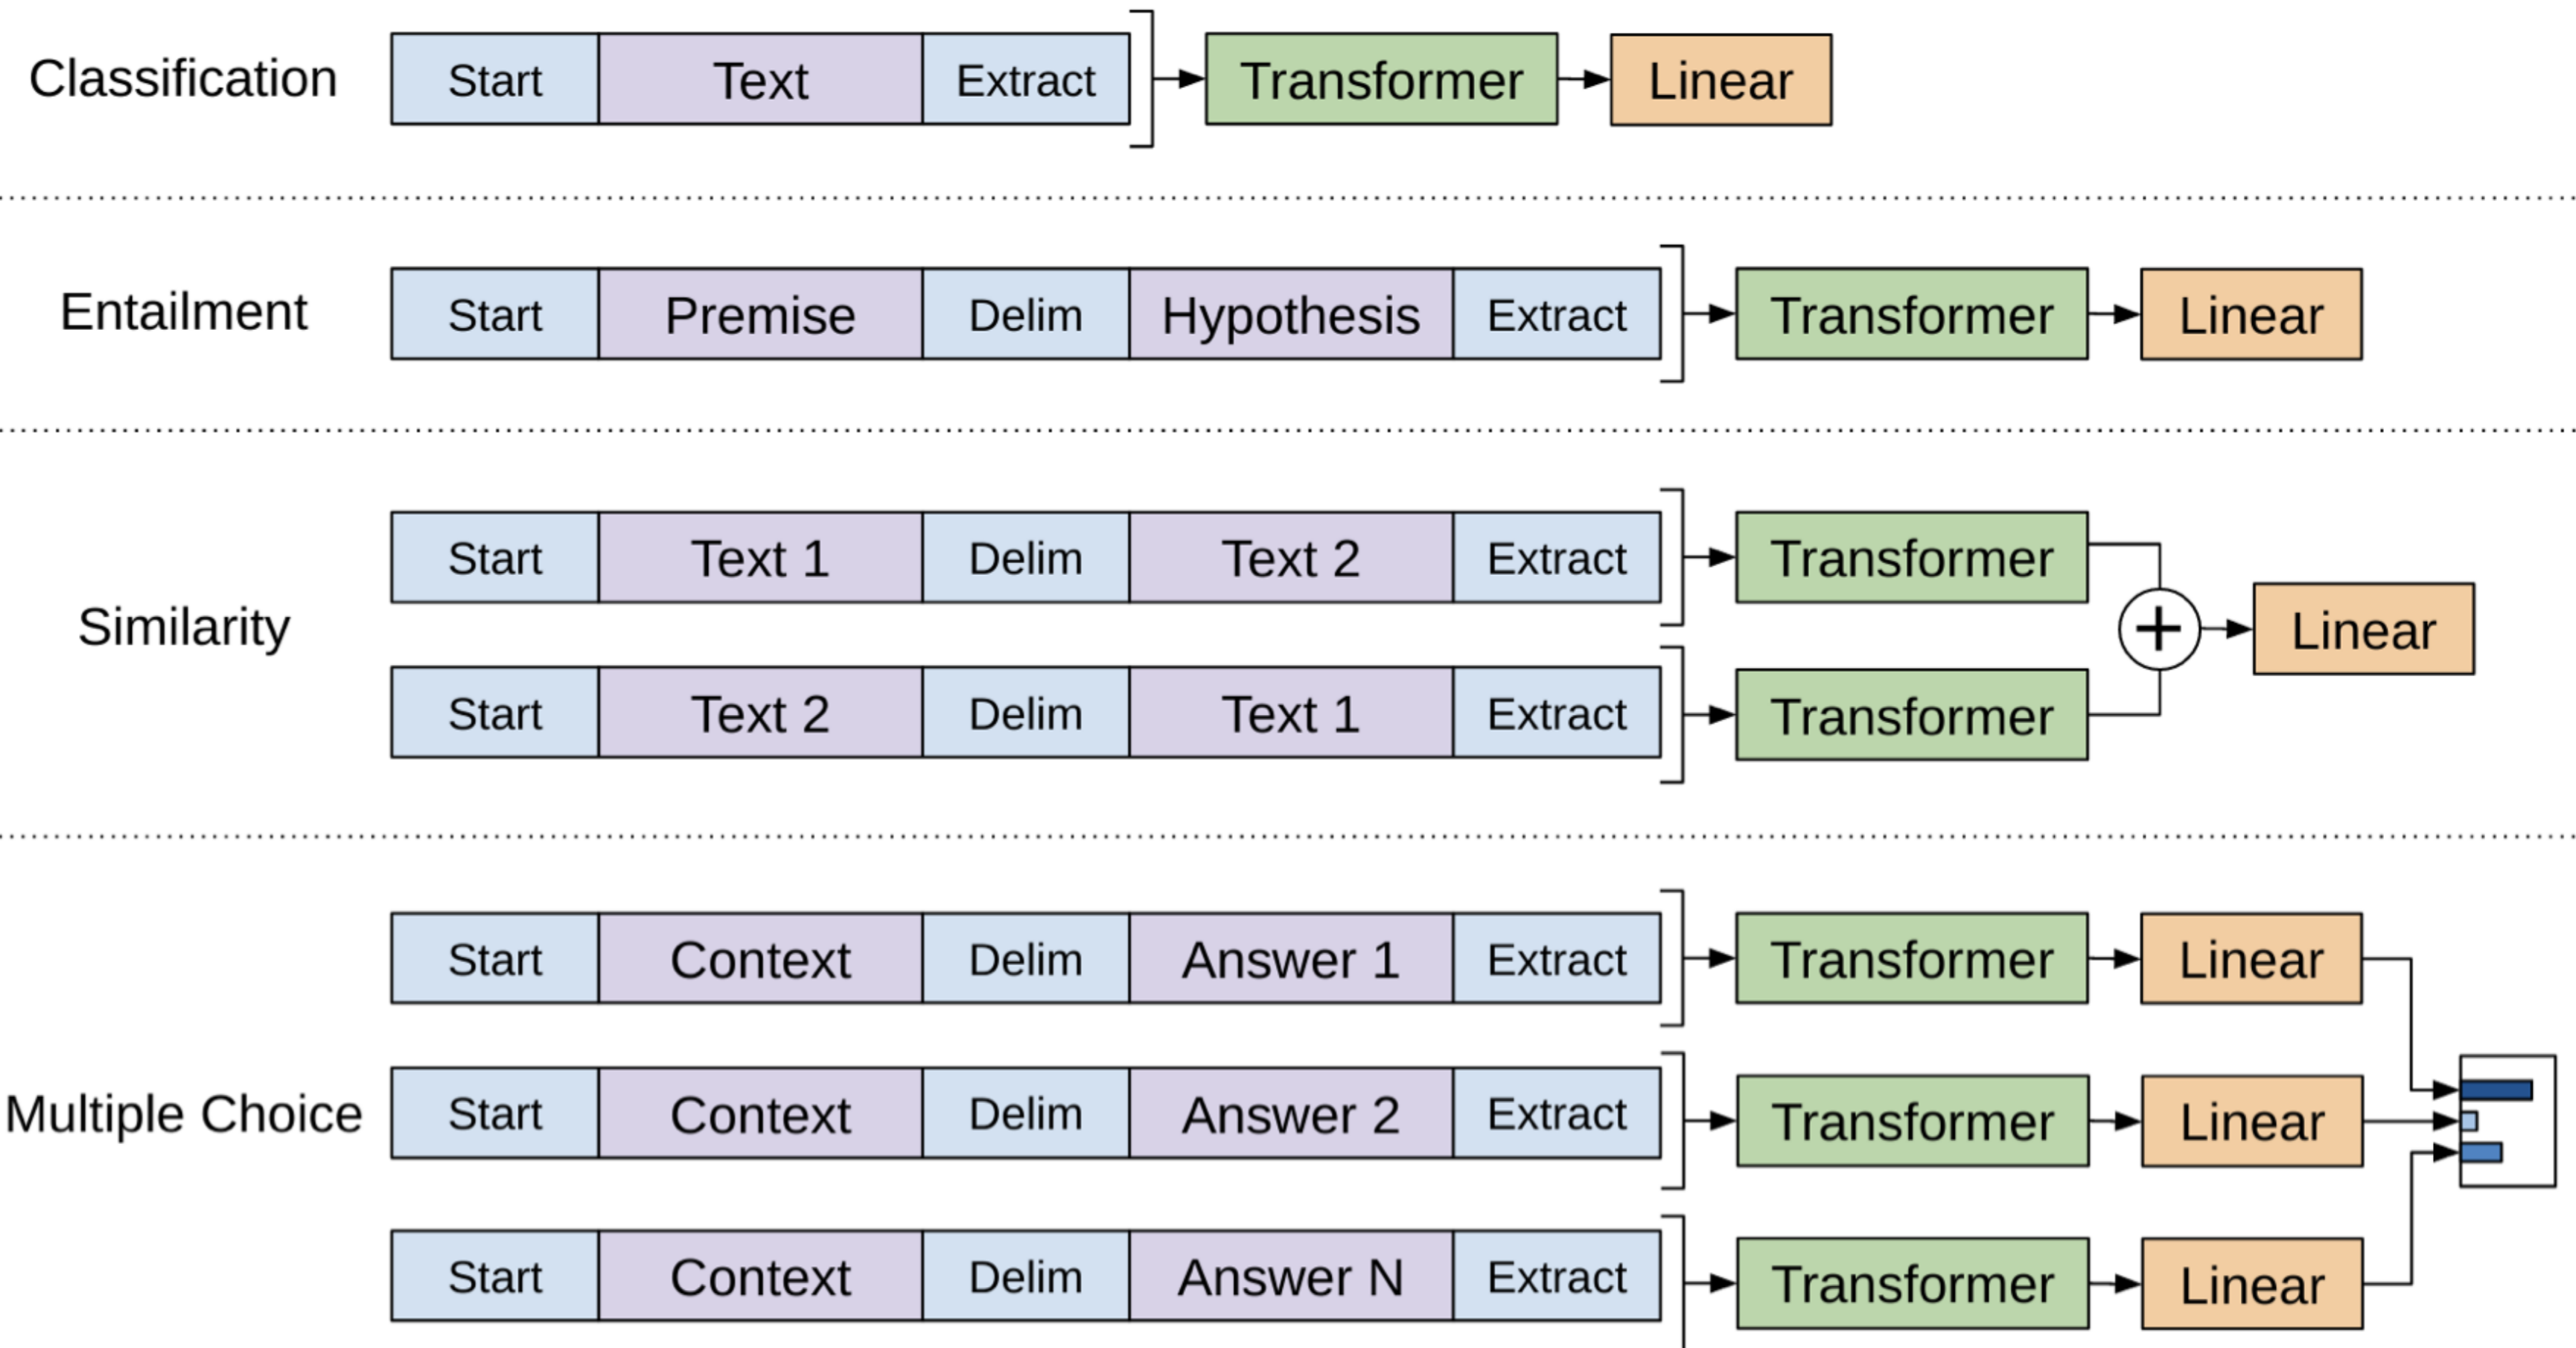 Classification Start Text Extract Transformer Linear
Entailment Start Premise Delim Hypothesis Extract Transformer Linear
Similarity
Start Text 1 Delim Text 2 Extract Transformer
+ Linear
Start Text 2 Delim Text 1 Extract Transformer
Start Context Delim Answer 1 Extract Transformer Linear
Multiple Choice Start Context Delim Answer 2 Extract Transformer Linear
Start Context Delim Answer N Extract Transformer Linear